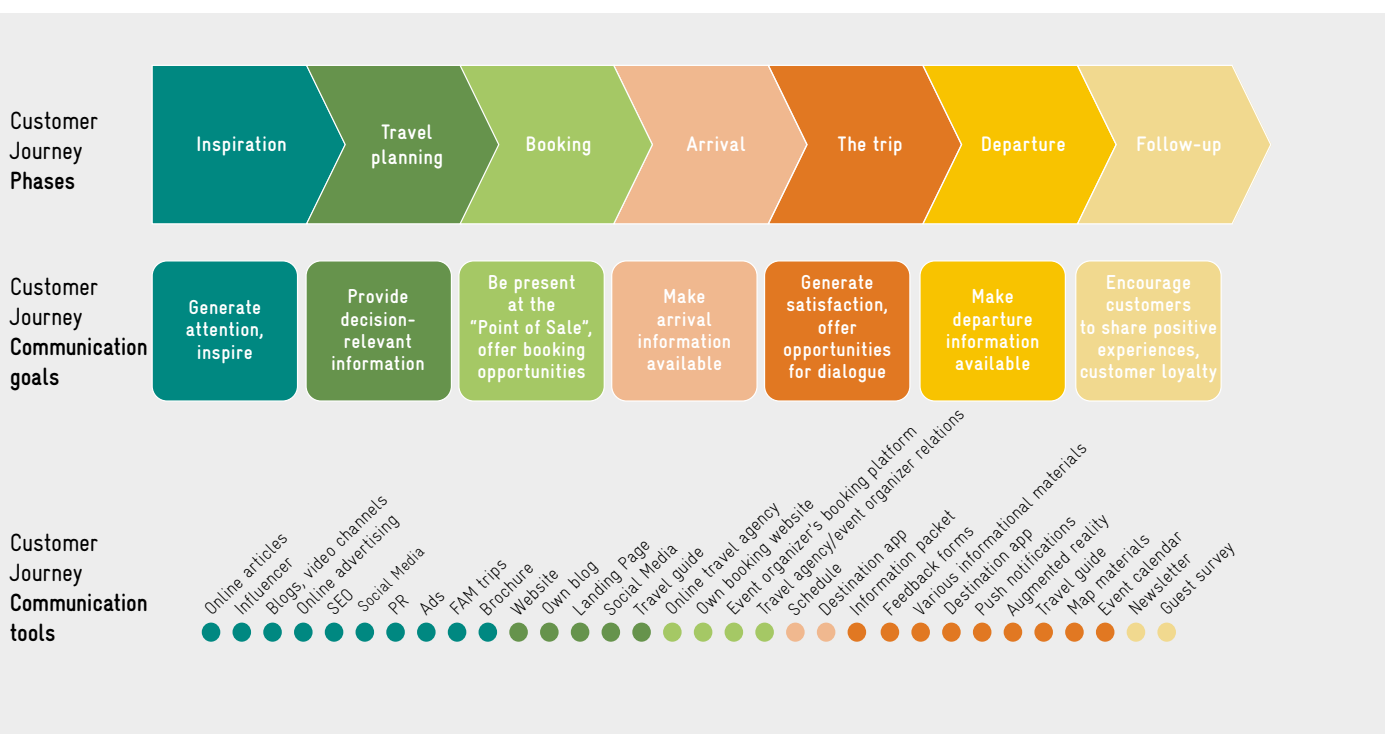 Customer
Journey
Phases
Inspiration
Travel
planning
Booking
Arrival
The trip
Departure
Follow-up
Customer
Journey
Communication
goals
Generate
attention,
inspire
Provide
decision-
relevant
information
Be present
at the
"Point of Sale",
offer booking
opportunities
Make
arrival
information
available
Generate
satisfaction,
offer
opportunities
for dialogue
Make
departure
information
available
Encourage
customers
to share positive
experiences,
customer loyalty
Customer
Journey
Communication
tools
Online articles
Influencer
Blogs, video channels
Online advertising
SEO
Social Media
PR
Ads
FAM trips
Brochure
Website
Own blog
Landing Page
Social Media
Travel guide
Online travel agency
Own booking website
Event organizer's booking platform
Travel agency/event organizer relations
Schedule
Destination app
Information packet
Feedback forms
Various informational materials
Destination app
Push notifications
Augmented reality
Travel guide
Map materials
Event calendar
Newsletter
Guest survey